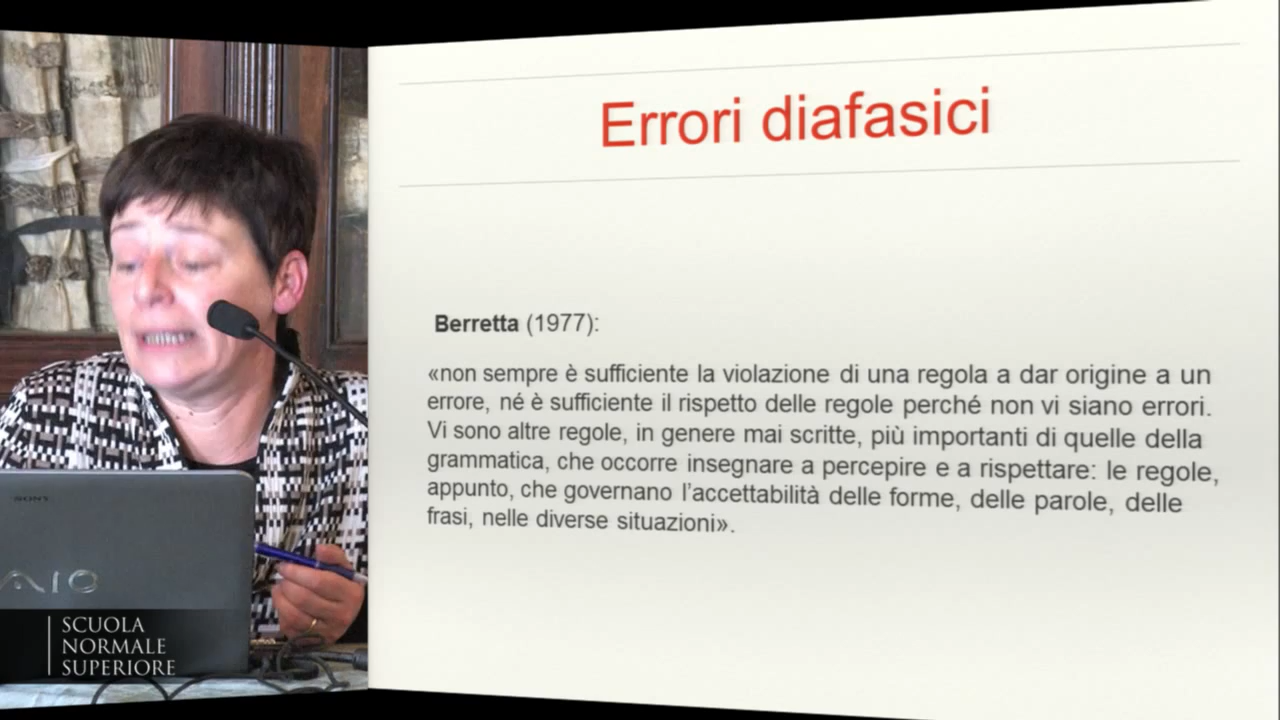 Errori diafasici
Berretta (1977):
«non sempre è sufficiente la violazione di una regola a dar origine a un
errore, né è sufficiente il rispetto delle regole perché non vi siano errori.
Vi sono altre regole, in genere mai scritte, più importanti di quelle della
grammatica, che occorre insegnare a percepire e a rispettare: le regole,
appunto, che governano l'accettabilità delle forme, delle parole, delle
frasi, nelle diverse situazioni».
SONY
VAIO
SCUOLA
NORMALE
SUPERIORE